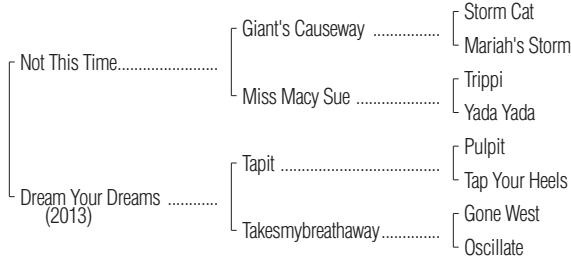 Storm Cat
Giant's Causeway ..................
Mariah's Storm
Not This Time.........................
Trippi
Miss Macy Sue ......................
Yada Yada
Pulpit
Tapit ..........................................
Tap Your Heels
Dream Your Dreams ............
(2013)
Gone West
Takesmybreathaway...............
Oscillate